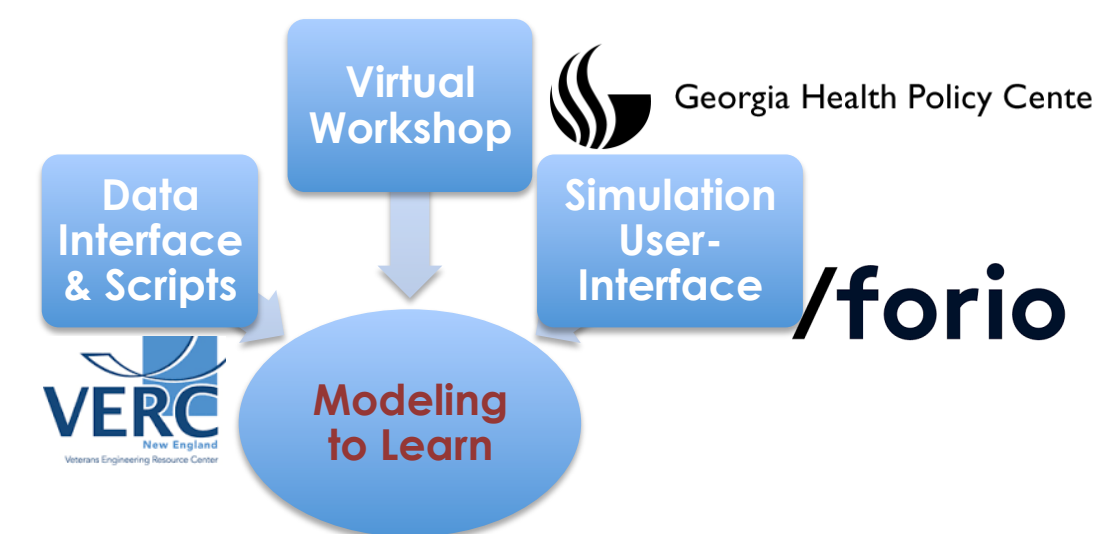 Virtual
Workshop
Georgia Health Policy Cente
Data
Interface
& Scripts
Simulation
User-
Interface
/forio
VERC
New England
Veterans Engineering Resource Center
Modeling
to Learn